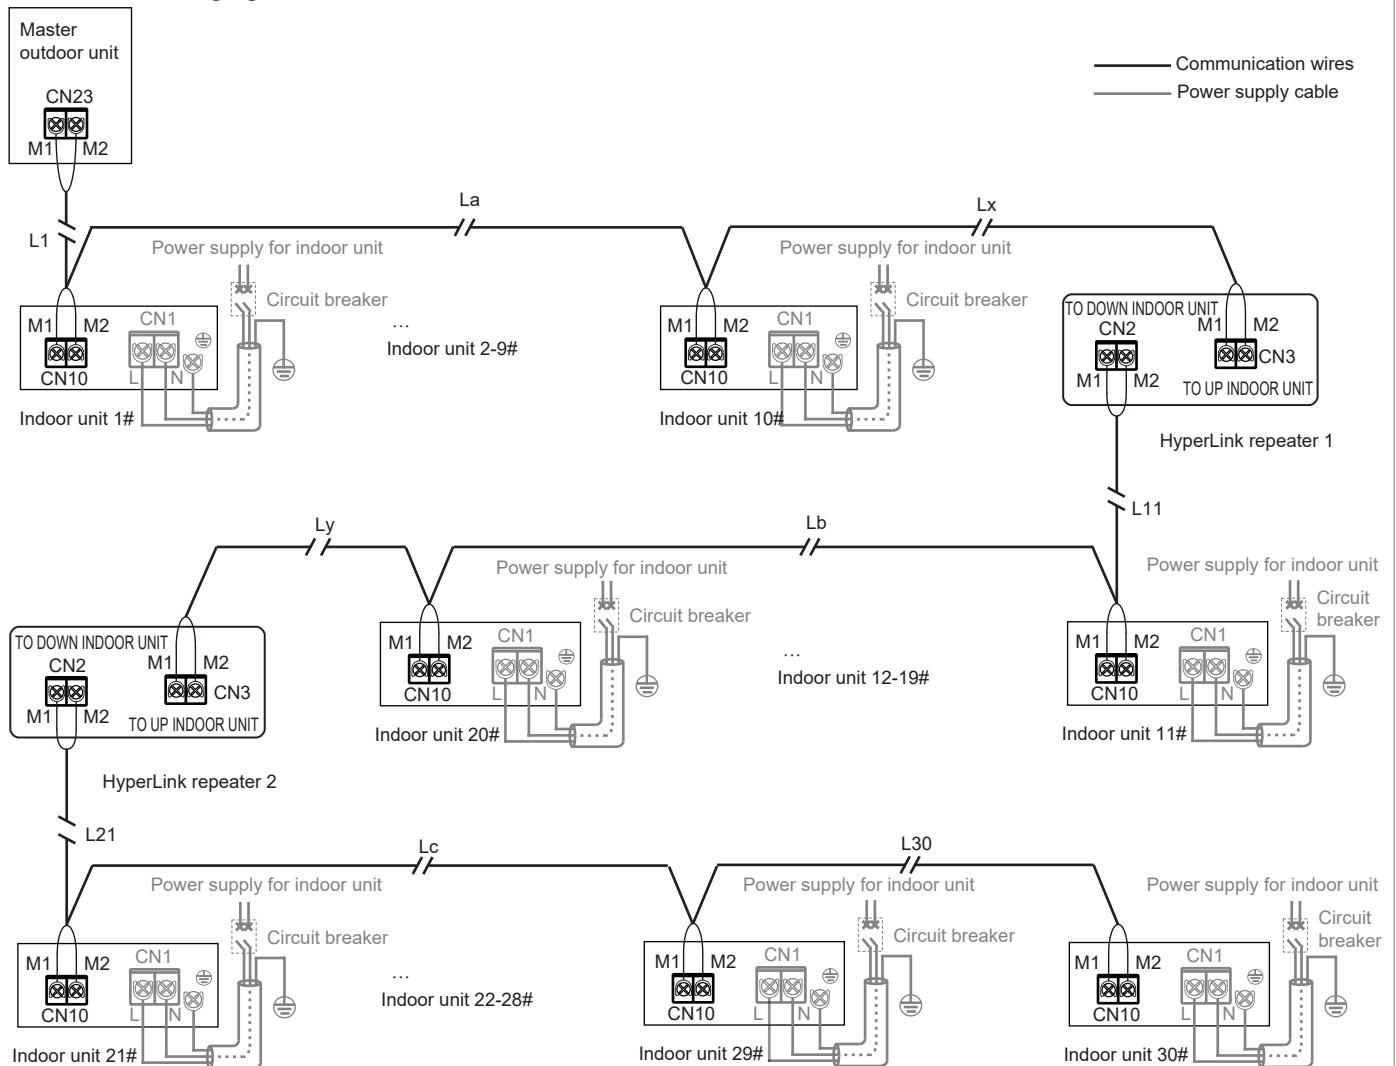 Master
outdoor unit
CN23
M1 M2
Communication wires
Power supply cable
L1
La
Lx
Power supply for indoor unit
Circuit breaker
M1 M2 CN1
CN10 L N
...
Indoor unit 2-9#
Indoor unit 1#
Power supply for indoor unit
Circuit breaker
M1 M2 CN1
CN10 L N
Indoor unit 10#
TO DOWN INDOOR UNIT
CN2
M1 M2
M1 M2
CN3
TO UP INDOOR UNIT
HyperLink repeater 1
L11
Ly
Lb
Power supply for indoor unit
Circuit breaker
M1 M2 CN1
CN10 L N
Indoor unit 20#
...
Indoor unit 12-19#
Power supply for indoor unit
Circuit
breaker
M1 M2 CN1
CN10 L N
Indoor unit 11#
TO DOWN INDOOR UNIT
CN2
M1 M2
M1 M2
CN3
TO UP INDOOR UNIT
HyperLink repeater 2
L21
Lc
L30
Power supply for indoor unit
Circuit breaker
M1 M2 CN1
CN10 L N
Indoor unit 21#
...
Indoor unit 22-28#
Power supply for indoor unit
Circuit breaker
M1 M2 CN1
CN10 L N
Indoor unit 29#
Power supply for indoor unit
Circuit
breaker
M1 M2 CN1
CN10 L N
Indoor unit 30#